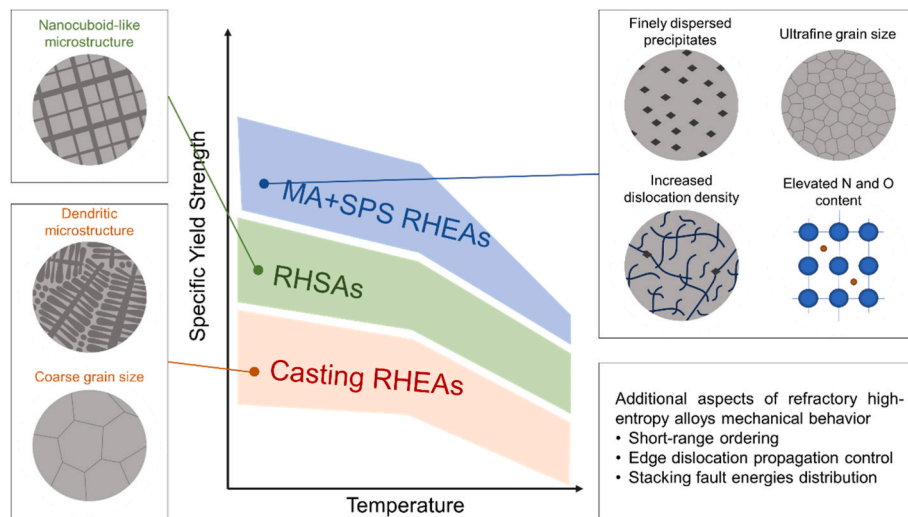 Nanocuboid-like
microstructure
Dendritic
microstructure
Coarse grain size
Specific Yield Strength
MA+SPS RHEAs
RHSAs
Casting RHEAs
Temperature
Finely dispersed
precipitates
Ultrafine grain size
Increased
dislocation density
Elevated N and O
content
Additional aspects of refractory high-
entropy alloys mechanical behavior
• Short-range ordering
• Edge dislocation propagation control
• Stacking fault energies distribution